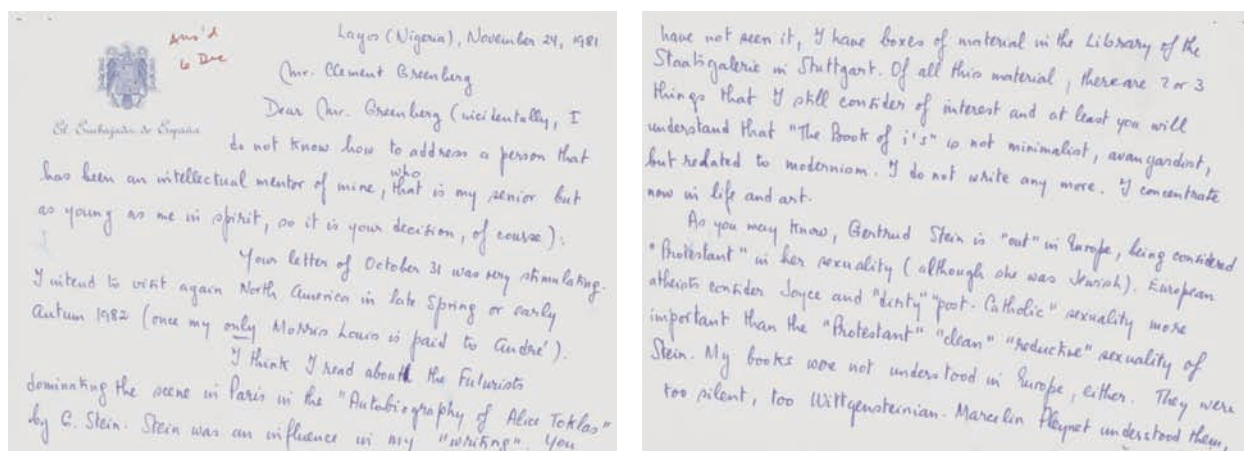 Ans'd
6 Dec
Lagos (Nigeria), November 24, 1981
Mr. Clement Greenberg
El Embajador de España
Dear Mr. Greenberg (incidentally, I
do not know how to address a person that
has been an intellectual mentor of mine, that who is my senior but
as young as me in spirit, so it is your decision, of course):
Your letter of October 31 was very stimulating.
I intend to visit again North America in late Spring or early
Autum 1982 (once my only Morris Louis is paid to André).
I think I read about the Futurists
dominating the scene in Paris in the "Autobiography of Alice Toklas"
by G. Stein. Stein was an influence in my "writing". You
have not seen it, I have boxes of material in the Library of the
Staatsgalerie in Stuttgart. Of all this material, there are 2 or 3
things that I still consider of interest and at least you will
understand that "The Book of i's" is not minimalist, avangardist,
but related to modernism. I do not write any more. I concentrate
now in life and art.
As you may know, Gertrud Stein is "out" in Europe, being considered
"Protestant" in her sexuality (although she was Jewish). European
atheists consider Joyce and "dirty" "post-Catholic" sexuality more
important than the "Protestant" "clean" "reductive" sexuality of
Stein. My books were not understood in Europe, either. They were
too silent, too Wittgensteinian. Marcelin Pleynet understood them,